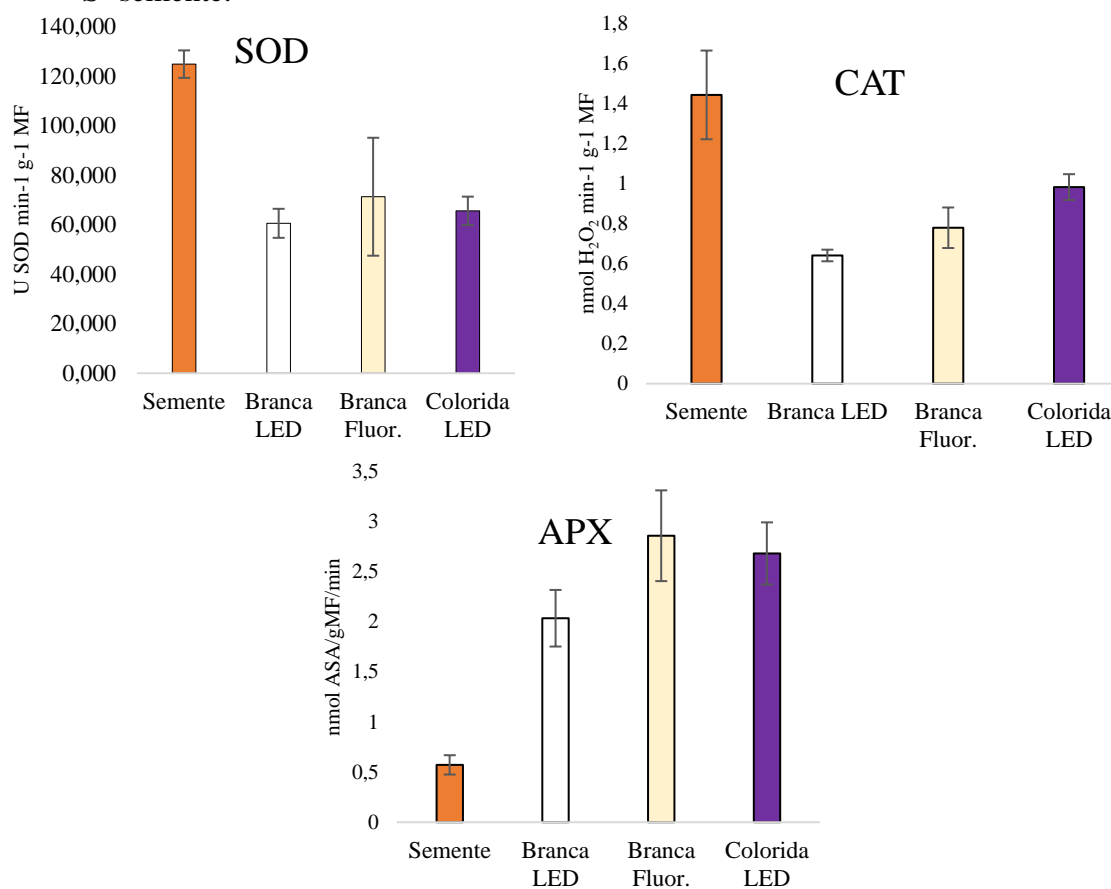 140,000
120,000
100,000
80,000
60,000
40,000
20,000
0,000
U SOD min-1 g-1 MF
SOD
Semente
Branca
LED
Branca
Fluor.
Colorida
LED
1,8
1,6
1,4
1,2
1
0,8
0,6
0,4
0,2
0
nmol H₂O₂ min-1 g-1 MF
CAT
Semente
Branca LED
Branca
Fluor.
Colorida
LED
3,5
3
2,5
2
1,5
1
0,5
0
nmol ASA/gMF/min
APX
Semente
Branca
LED
Branca
Fluor.
Colorida
LED